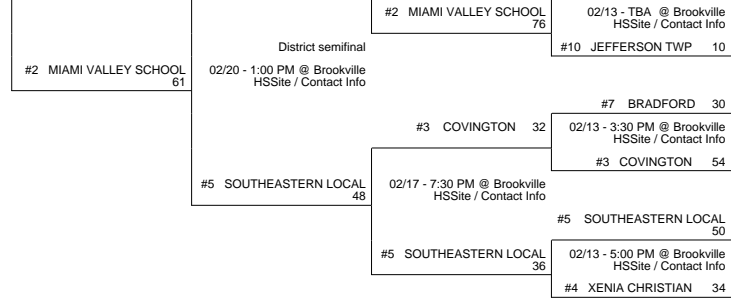 #2 MIAMI VALLEY SCHOOL
76
02/13 - TBA @ Brookville
HSSite / Contact Info
#10 JEFFERSON TWP 10
District semifinal
#2 MIAMI VALLEY SCHOOL
61
02/20 - 1:00 PM @ Brookville
HSSite / Contact Info
#7 BRADFORD 30
#3 COVINGTON 32
02/13 - 3:30 PM @ Brookville
HSSite / Contact Info
#3 COVINGTON 54
#5 SOUTHEASTERN LOCAL
48
02/17 - 7:30 PM @ Brookville
HSSite / Contact Info
#5 SOUTHEASTERN LOCAL
50
#5 SOUTHEASTERN LOCAL
36
02/13 - 5:00 PM @ Brookville
HSSite / Contact Info
#4 XENIA CHRISTIAN 34